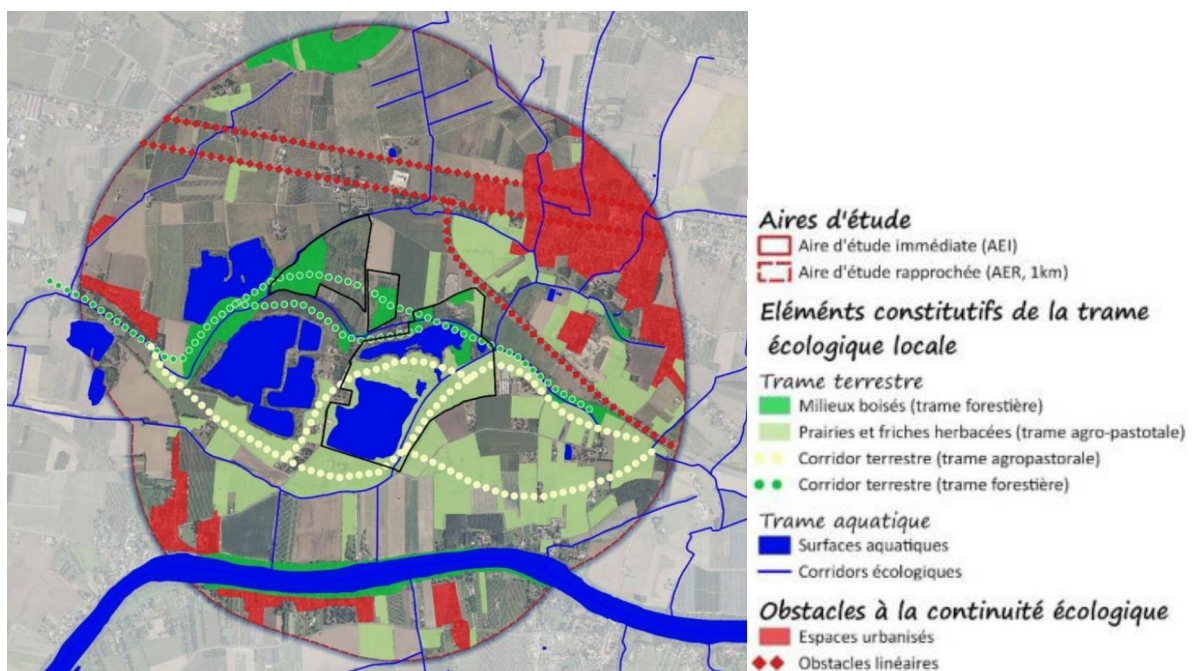 Aires d'étude
Aire d'étude immédiate (AEI)
Aire d'étude rapprochée (AER, 1km)
Eléments constitutifs de la trame
écologique locale
Trame terrestre
Milieux boisés (trame forestière)
Prairies et friches herbacées (trame agro-pastotale)
Corridor terrestre (trame agropastorale)
Corridor terrestre (trame forestière)
Trame aquatique
Surfaces aquatiques
Corridors écologiques
Obstacles à la continuité écologique
Espaces urbanisés
Obstacles linéaires